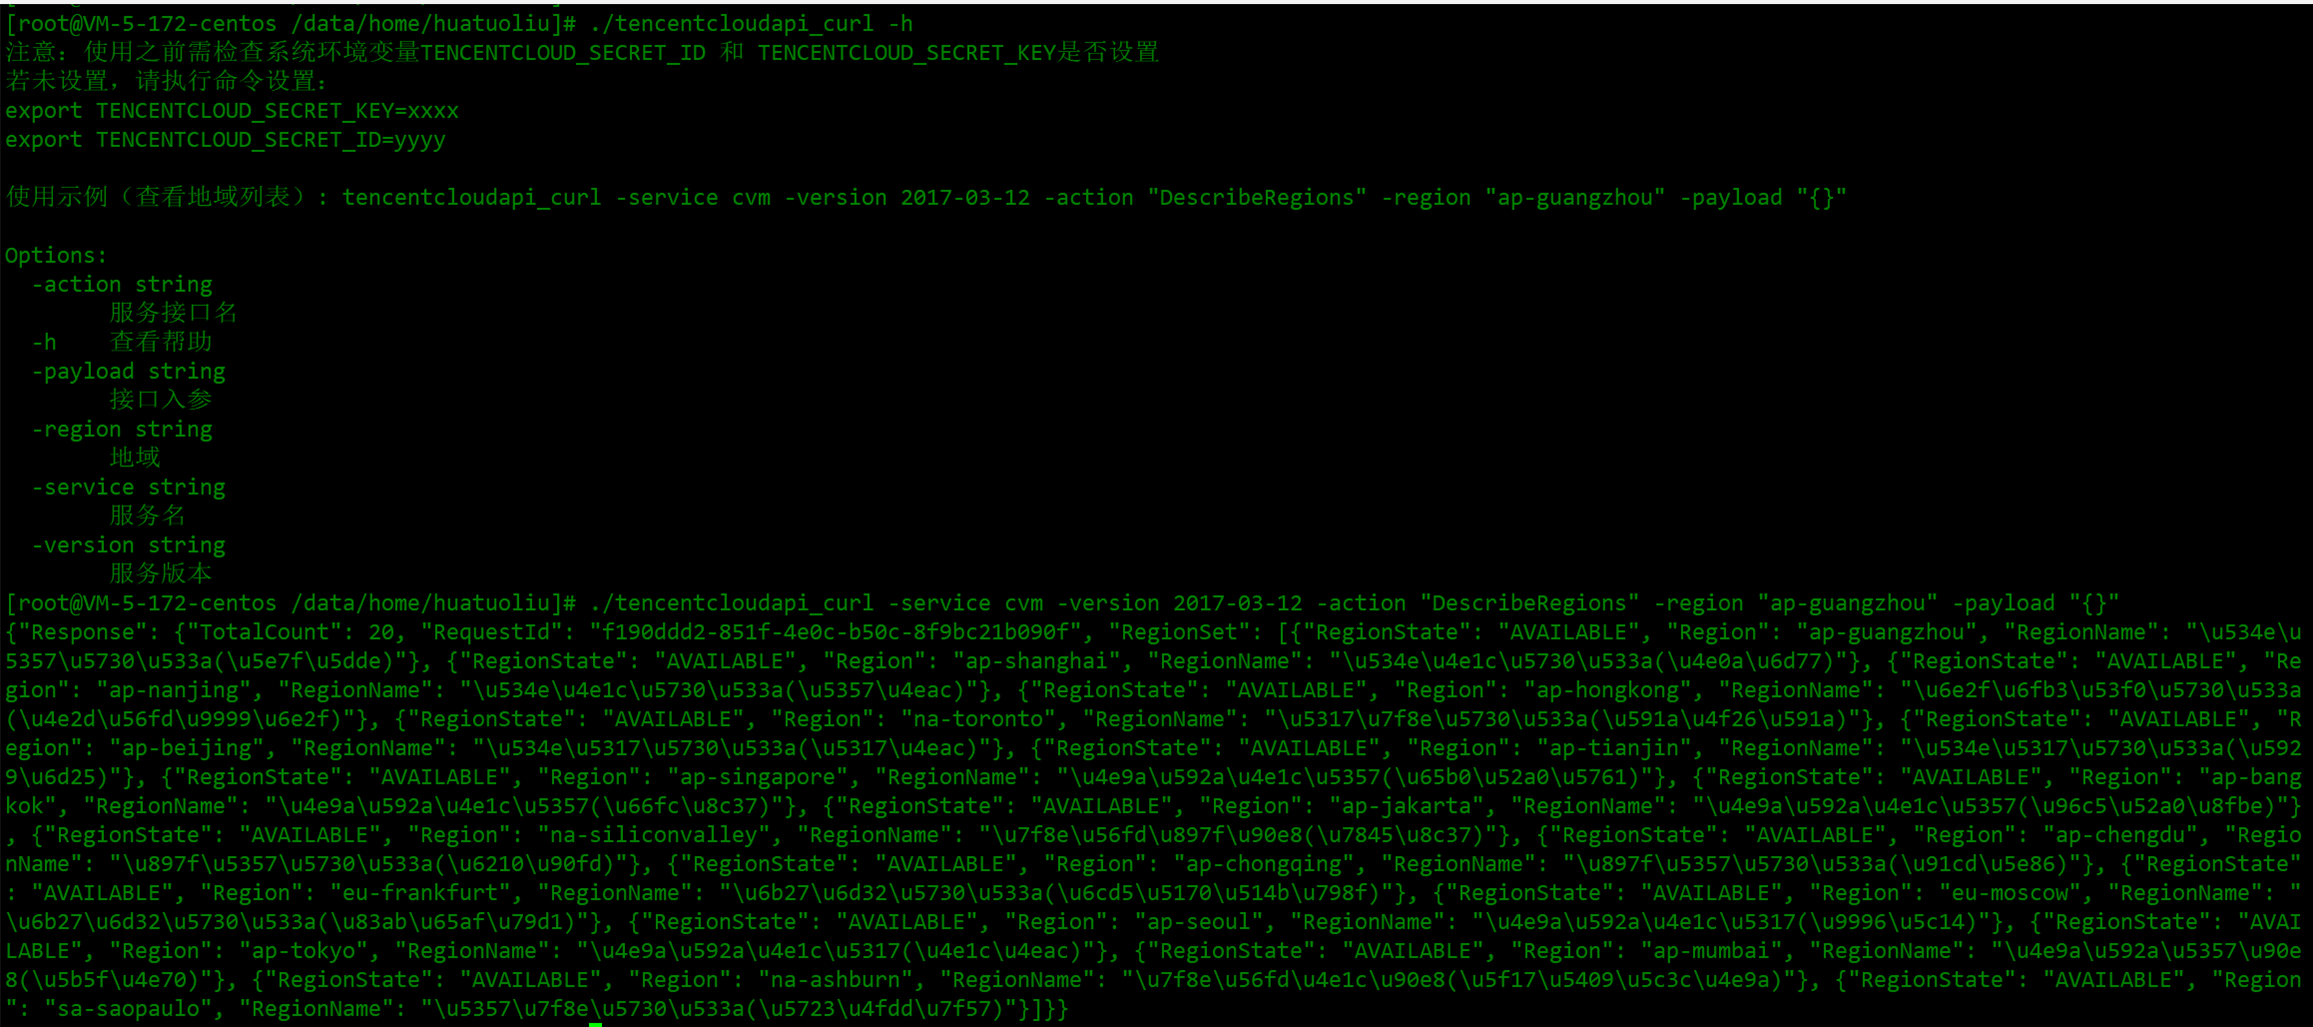 [root@VM-5-172-centos /data/home/huatuoliu]# ./tencentcloudapi_curl -h
注意：使用之前需检查系统环境变量TENCENTCLOUD_SECRET_ID 和 TENCENTCLOUD_SECRET_KEY是否设置
若未设置，请执行命令设置：
export TENCENTCLOUD_SECRET_KEY=xxxx
export TENCENTCLOUD_SECRET_ID=yyyy
使用示例（查看地域列表）: tencentcloudapi_curl -service cvm -version 2017-03-12 -action "DescribeRegions" -region "ap-guangzhou" -payload "{}"
Options:
-action string
服务接口名
-h 查看帮助
-payload string
接口入参
-region string
地域
-service string
服务名
-version string
服务版本
[root@VM-5-172-centos /data/home/huatuoliu]# ./tencentcloudapi_curl -service cvm -version 2017-03-12 -action "DescribeRegions" -region "ap-guangzhou" -payload "{}"
{"Response": {"TotalCount": 20, "RequestId": "f190ddd2-851f-4e0c-b50c-8f9bc21b090f", "RegionSet": [{"RegionState": "AVAILABLE", "Region": "ap-guangzhou", "RegionName": "\u534e\u
5357\u5730\u533a(\u5e7f\u5dde)"}, {"RegionState": "AVAILABLE", "Region": "ap-shanghai", "RegionName": "\u534e\u4e1c\u5730\u533a(\u4e0a\u6d77)"}, {"RegionState": "AVAILABLE", "Re
gion": "ap-nanjing", "RegionName": "\u534e\u4e1c\u5730\u533a(\u5357\u4eac)"}, {"RegionState": "AVAILABLE", "Region": "ap-hongkong", "RegionName": "\u6e2f\u6fb3\u53f0\u5730\u533a
(\u4e2d\u56fd\u9999\u6e2f)"}, {"RegionState": "AVAILABLE", "Region": "na-toronto", "RegionName": "\u5317\u7f8e\u5730\u533a(\u591a\u4f26\u591a)"}, {"RegionState": "AVAILABLE", "R
egion": "ap-beijing", "RegionName": "\u534e\u5317\u5730\u533a(\u5317\u4eac)"}, {"RegionState": "AVAILABLE", "Region": "ap-tianjin", "RegionName": "\u534e\u5317\u5730\u533a(\u592
9\u6d25)"}, {"RegionState": "AVAILABLE", "Region": "ap-singapore", "RegionName": "\u4e9a\u592a\u4e1c\u5357(\u65b0\u52a0\u5761)"}, {"RegionState": "AVAILABLE", "Region": "ap-bang
kok", "RegionName": "\u4e9a\u592a\u4e1c\u5357(\u66fc\u8c37)"}, {"RegionState": "AVAILABLE", "Region": "ap-jakarta", "RegionName": "\u4e9a\u592a\u4e1c\u5357(\u96c5\u52a0\u8fbe)"}
, {"RegionState": "AVAILABLE", "Region": "na-siliconvalley", "RegionName": "\u7f8e\u56fd\u897f\u90e8(\u7845\u8c37)"}, {"RegionState": "AVAILABLE", "Region": "ap-chengdu", "Regio
nName": "\u897f\u5357\u5730\u533a(\u6210\u90fd)"}, {"RegionState": "AVAILABLE", "Region": "ap-chongqing", "RegionName": "\u897f\u5357\u5730\u533a(\u91cd\u5e86)"}, {"RegionState"
: "AVAILABLE", "Region": "eu-frankfurt", "RegionName": "\u6b27\u6d32\u5730\u533a(\u6cd5\u5170\u514b\u798f)"}, {"RegionState": "AVAILABLE", "Region": "eu-moscow", "RegionName": "
\u6b27\u6d32\u5730\u533a(\u83ab\u65af\u79d1)"}, {"RegionState": "AVAILABLE", "Region": "ap-seoul", "RegionName": "\u4e9a\u592a\u4e1c\u5317(\u9996\u5c14)"}, {"RegionState": "AVAI
LABLE", "Region": "ap-tokyo", "RegionName": "\u4e9a\u592a\u4e1c\u5317(\u4e1c\u4eac)"}, {"RegionState": "AVAILABLE", "Region": "ap-mumbai", "RegionName": "\u4e9a\u592a\u5357\u90e
8(\u5b5f\u4e70)"}, {"RegionState": "AVAILABLE", "Region": "na-ashburn", "RegionName": "\u7f8e\u56fd\u4e1c\u90e8(\u5f17\u5409\u5c3c\u4e9a)"}, {"RegionState": "AVAILABLE", "Region
": "sa-saopaulo", "RegionName": "\u5357\u7f8e\u5730\u533a(\u5723\u4fdd\u7f57)"}]}}